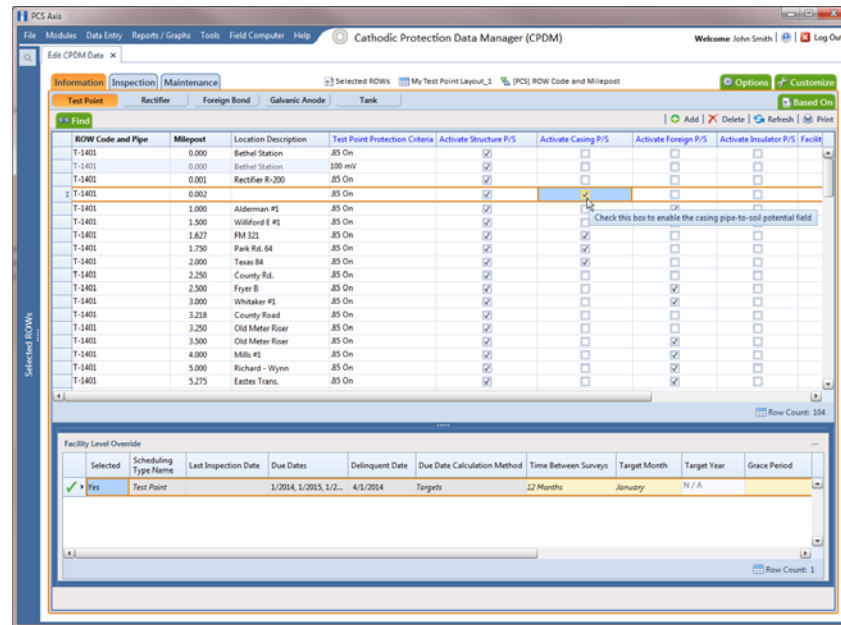 PCS Axis
File Modules Data Entry Reports / Graphs Tools Field Computer Help Cathodic Protection Data Manager (CPDM) Welcome John Smith Log Out
Edit CPDM Data ×
Information Inspection Maintenance Selected ROWs My Test Point Layout_1 [PCS] ROW Code and Milepost Options Customize
Test Point Rectifier Foreign Bond Galvanic Anode Tank Based On
Find Add Delete Refresh Print
ROW Code and Pipe Milepost Location Description Test Point Protection Criteria Activate Structure P/S Activate Casing P/S Activate Foreign P/S Activate Insulator P/S Facilit
T-1401 0.000 Bethel Station .85 On
T-1401 0.000 Bethel Station 100 mV
T-1401 0.001 Rectifier R-200 .85 On
T-1401 0.002 .85 On
T-1401 1.000 Alderman #1 .85 On
Check this box to enable the casing pipe-to-soil potential field
T-1401 1.500 Williford E #1 .85 On
T-1401 1.627 FM 321 .85 On
T-1401 1.750 Park Rd. 64 .85 On
T-1401 2.000 Texas 84 .85 On
T-1401 2.250 County Rd. .85 On
T-1401 2.500 Fryer B .85 On
T-1401 3.000 Whitaker #1 .85 On
T-1401 3.218 County Road .85 On
T-1401 3.250 Old Meter Riser .85 On
T-1401 3.500 Old Meter Riser .85 On
T-1401 4.000 Mills #1 .85 On
T-1401 5.000 Richard - Wynn .85 On
T-1401 5.275 Eastex Trans. .85 On
Selected ROWs
Row Count: 104
Facility Level Override
Selected Scheduling Type Name Last Inspection Date Due Dates Delinquent Date Due Date Calculation Method Time Between Surveys Target Month Target Year Grace Period
Yes Test Point 1/2014, 1/2015, 1/2... 4/1/2014 Targets 12 Months January N / A
Row Count: 1